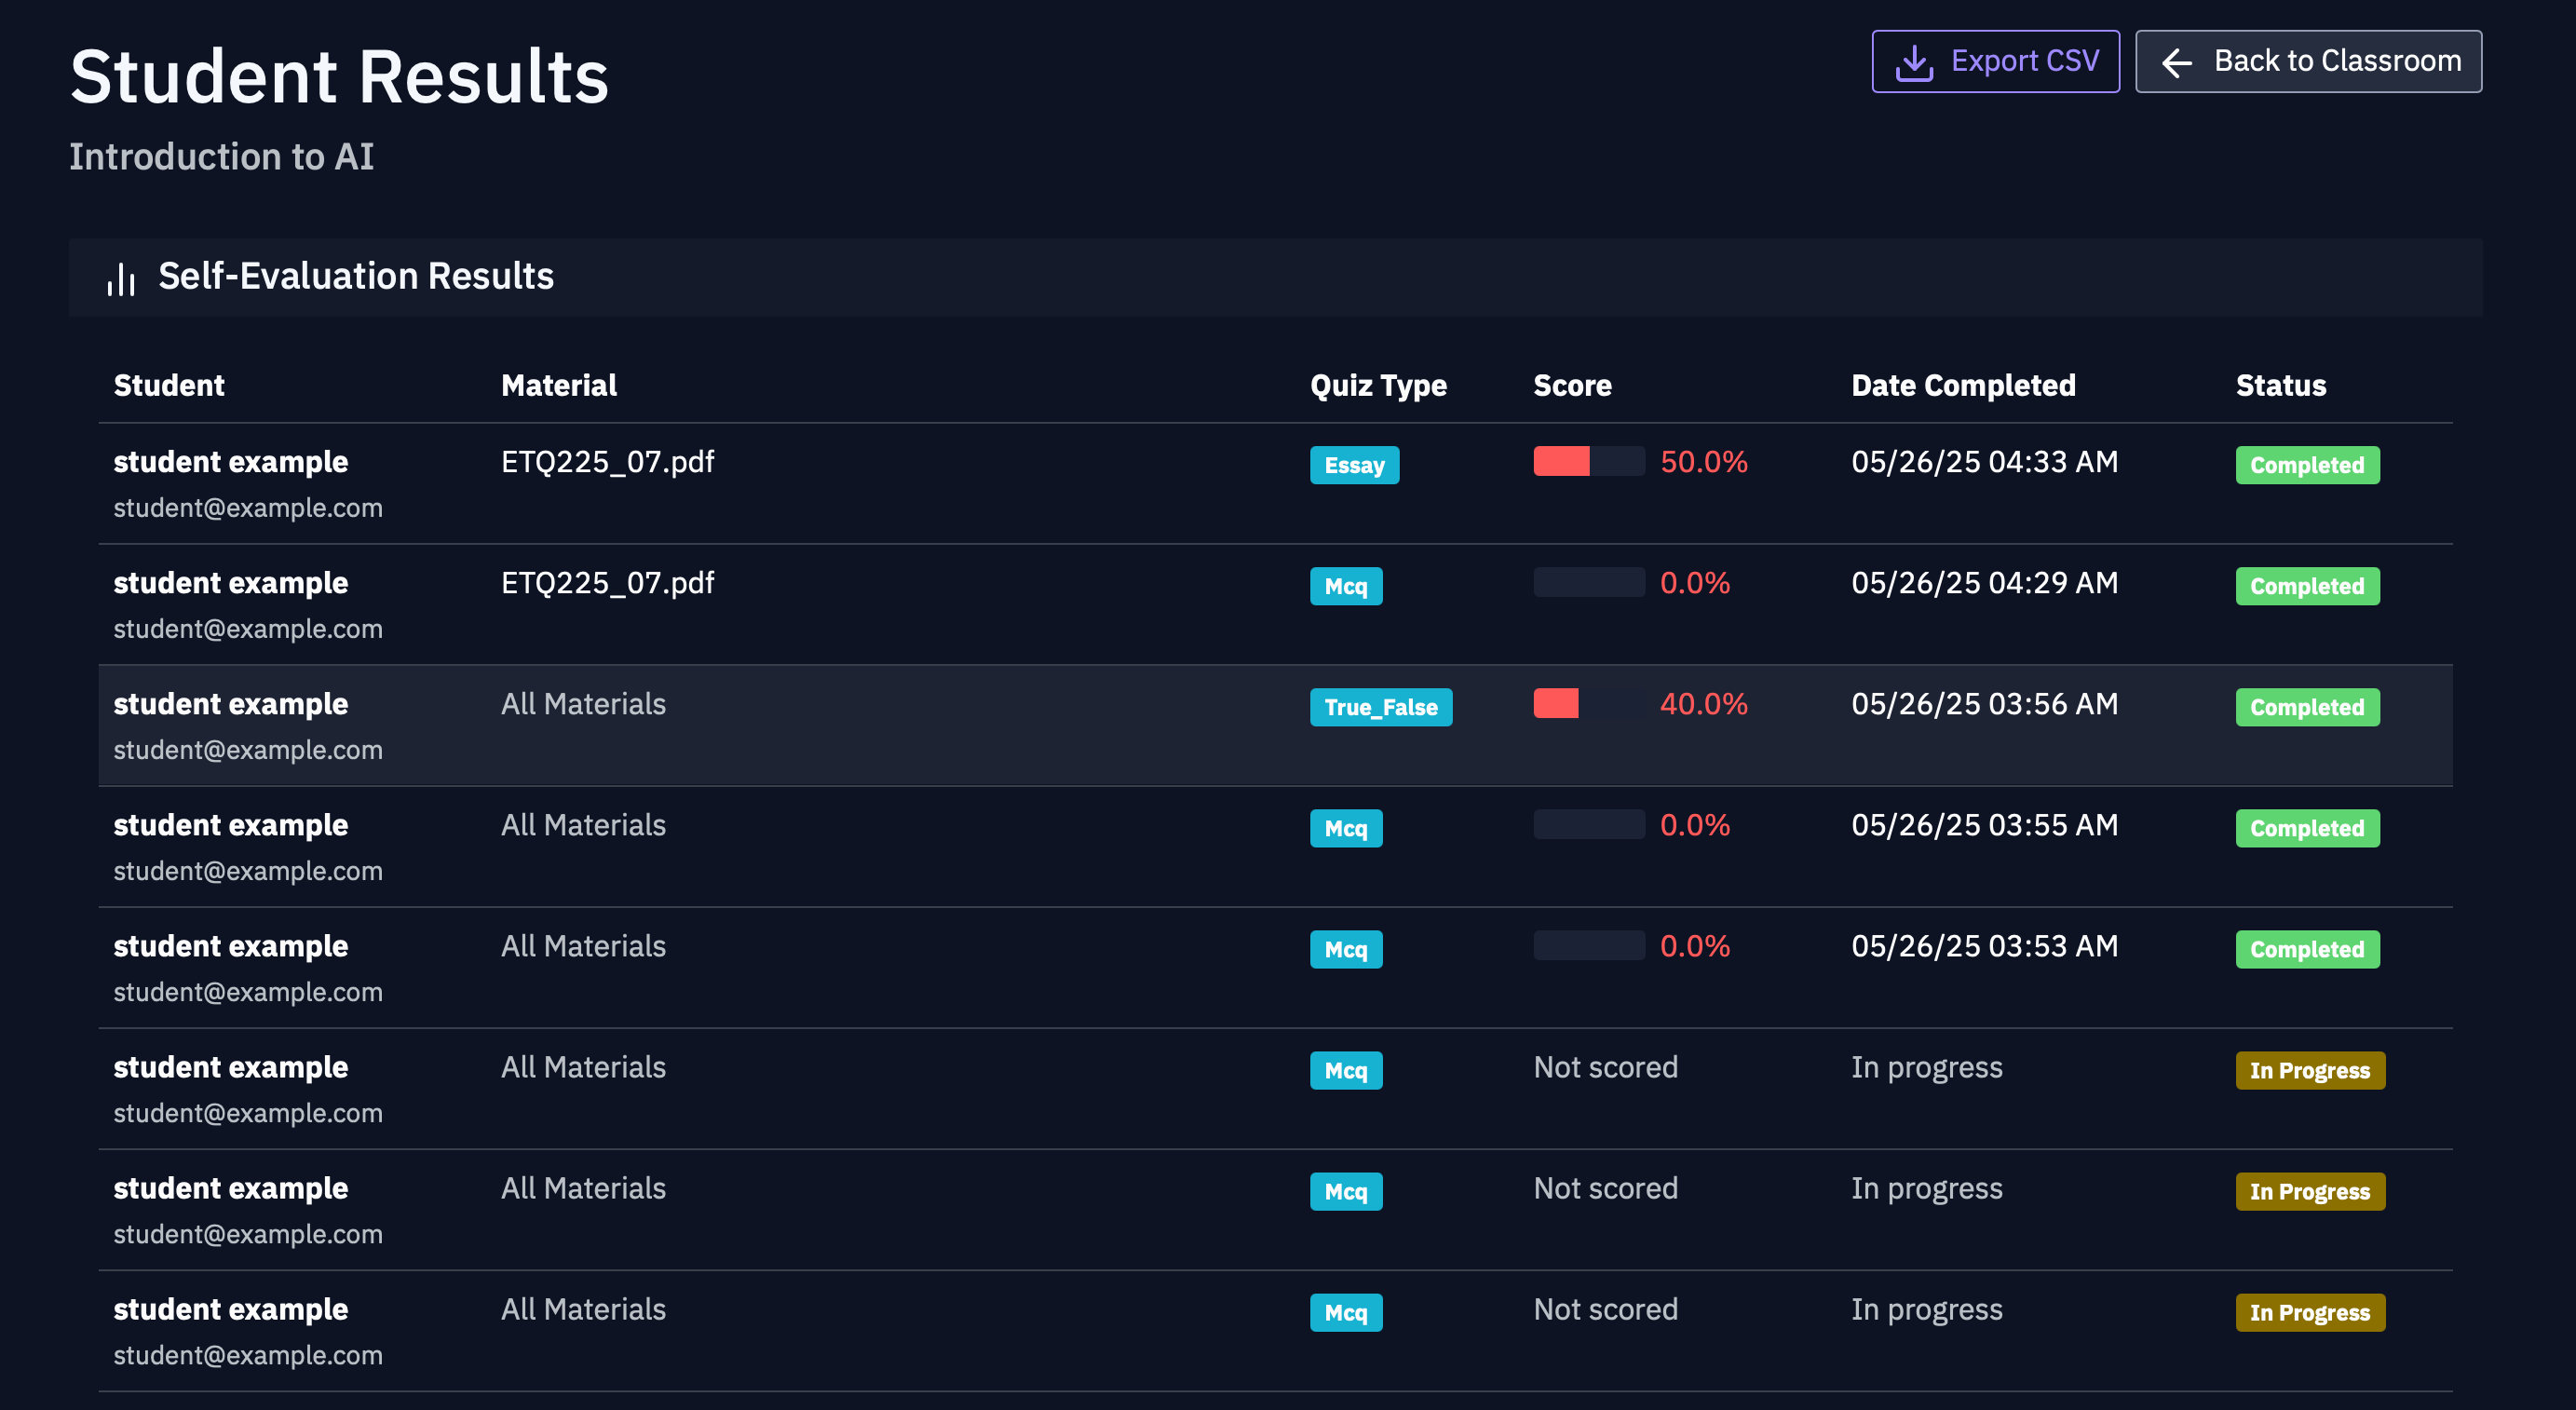 Student Results
Export CSV
Back to Classroom
Introduction to AI
Self-Evaluation Results
Student Material Quiz Type Score Date Completed Status
student example ETQ225_07.pdf Essay 50.0% 05/26/25 04:33 AM Completed
student@example.com
student example ETQ225_07.pdf Mcq 0.0% 05/26/25 04:29 AM Completed
student@example.com
student example All Materials True_False 40.0% 05/26/25 03:56 AM Completed
student@example.com
student example All Materials Mcq 0.0% 05/26/25 03:55 AM Completed
student@example.com
student example All Materials Mcq 0.0% 05/26/25 03:53 AM Completed
student@example.com
student example All Materials Mcq Not scored In progress In Progress
student@example.com
student example All Materials Mcq Not scored In progress In Progress
student@example.com
student example All Materials Mcq Not scored In progress In Progress
student@example.com